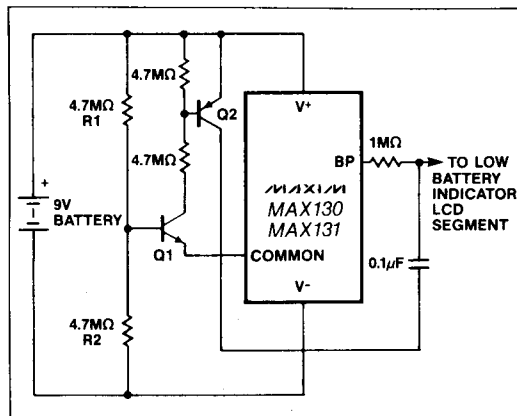 4.7MΩ
4.7MΩ
R1
Q2
4.7MΩ
V+
1MΩ
BP
TO LOW
BATTERY
INDICATOR
LCD
SEGMENT
+
9V
BATTERY
MAXIM
MAX130
MAX131
Q1
COMMON
0.1µF
V-
4.7MΩ
R2